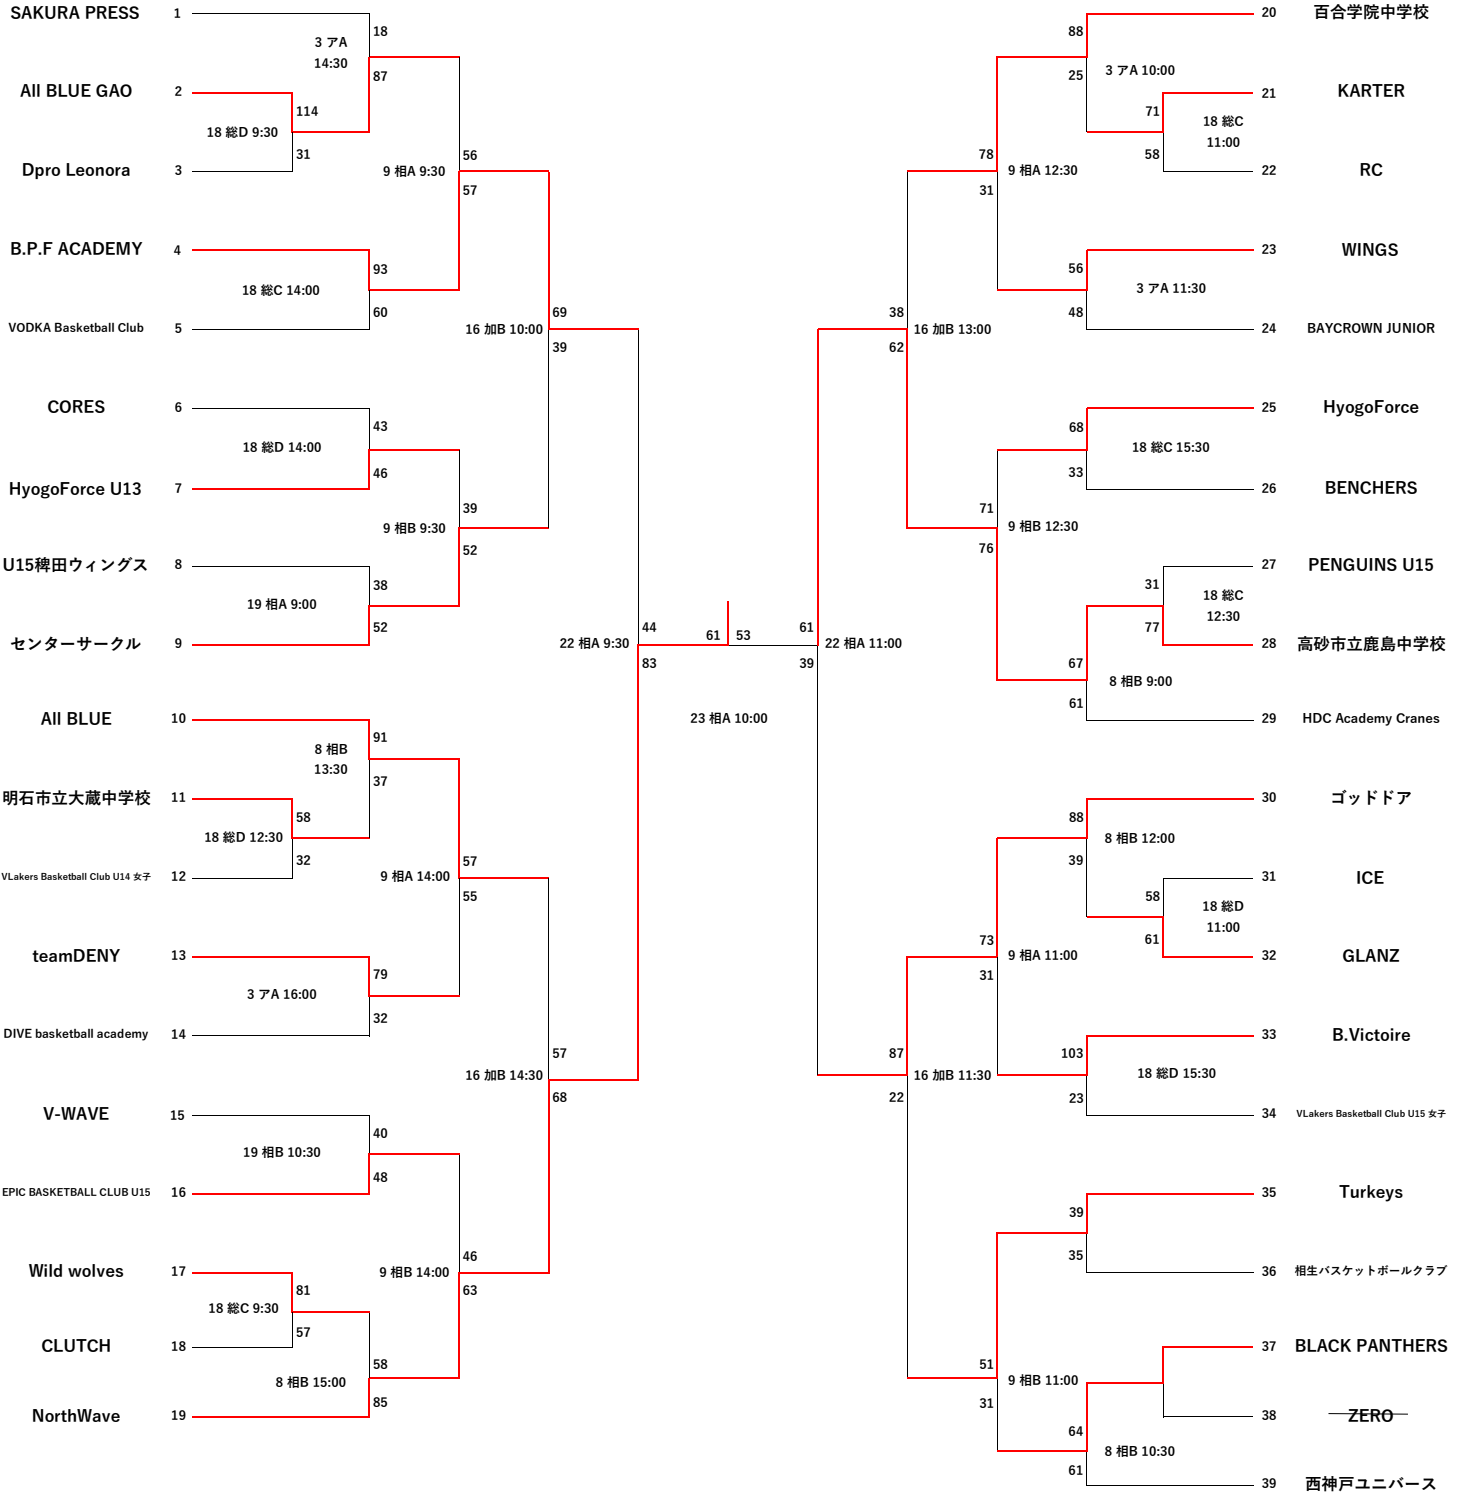 SAKURA PRESS 1
18
3 アA
14:30
87
All BLUE GAO 2
114
18 総D 9:30
31
Dpro Leonora 3
56
9 相A 9:30
57
B.P.F ACADEMY 4
93
18 総C 14:00
60
VODKA Basketball Club 5
69
16 加B 10:00
39
CORES 6
43
18 総D 14:00
46
HyogoForce U13 7
39
9 相B 9:30
52
U15稗田ウィングス 8
38
19 相A 9:00
52
センターサークル 9
44
22 相A 9:30
83
All BLUE 10
91
8 相B
13:30
37
明石市立大蔵中学校 11
58
18 総D 12:30
32
VLakers Basketball Club U14 女子 12
57
9 相A 14:00
55
teamDENY 13
79
3 アA 16:00
32
DIVE basketball academy 14
57
16 加B 14:30
68
V-WAVE 15
40
19 相B 10:30
48
EPIC BASKETBALL CLUB U15 16
46
9 相B 14:00
63
Wild wolves 17
81
18 総C 9:30
57
CLUTCH 18
58
8 相B 15:00
85
NorthWave 19
61 53
23 相A 10:00
20 百合学院中学校
88
25
3 アA 10:00
21 KARTER
71
18 総C
11:00
58
22 RC
78
9 相A 12:30
31
23 WINGS
56
3 アA 11:30
48
24 BAYCROWN JUNIOR
38
16 加B 13:00
62
25 HyogoForce
68
18 総C 15:30
33
26 BENCHERS
71
9 相B 12:30
76
27 PENGUINS U15
31
18 総C
12:30
77
28 高砂市立鹿島中学校
67
8 相B 9:00
61
29 HDC Academy Cranes
61
22 相A 11:00
39
30 ゴッドドア
88
8 相B 12:00
39
31 ICE
58
18 総D
11:00
61
32 GLANZ
73
9 相A 11:00
31
33 B.Victoire
103
18 総D 15:30
23
34 VLakers Basketball Club U15 女子
87
16 加B 11:30
22
35 Turkeys
39
35
36 相生バスケットボールクラブ
51
9 相B 11:00
31
37 BLACK PANTHERS
38 ZERO
64
8 相B 10:30
61
39 西神戸ユニバース